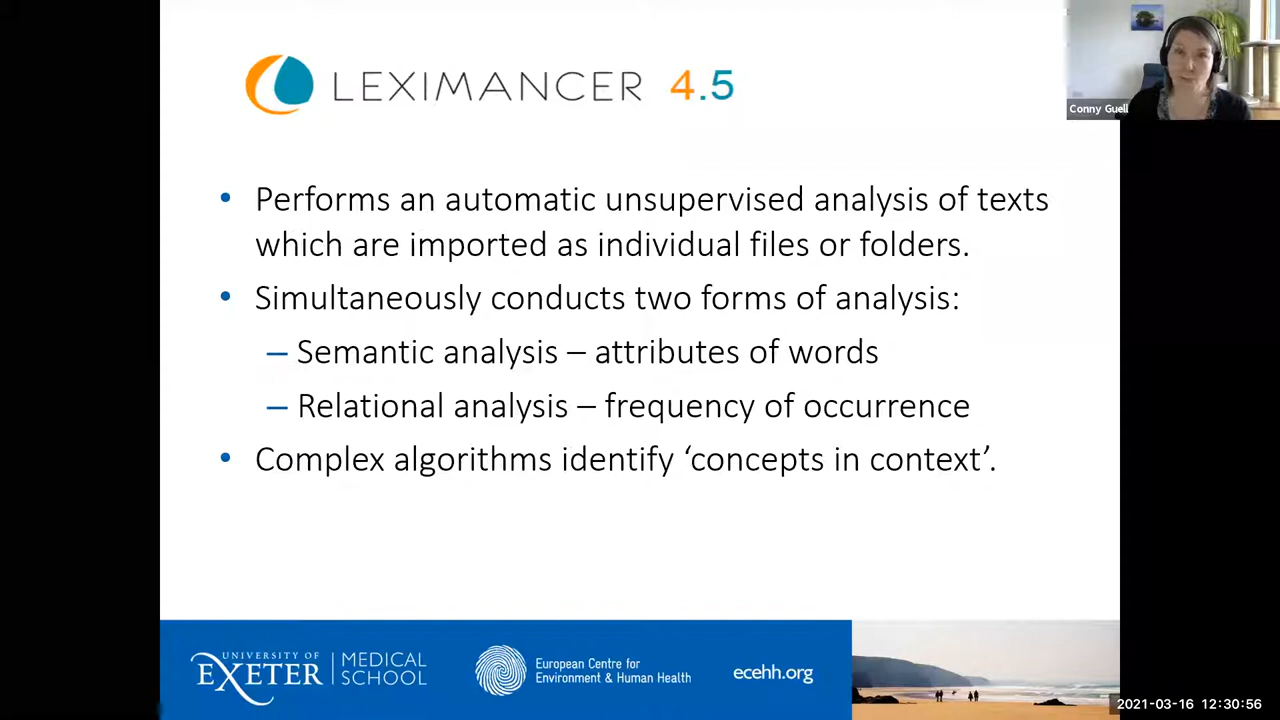 LEXIMANCER 4.5
Conny Guell
• Performs an automatic unsupervised analysis of texts
which are imported as individual files or folders.
• Simultaneously conducts two forms of analysis:
– Semantic analysis – attributes of words
– Relational analysis – frequency of occurrence
• Complex algorithms identify ‘concepts in context’.
UNIVERSITY OF
EXETER
MEDICAL
SCHOOL
European Centre for
Environment & Human Health
ecehh.org
2021-03-16 12:30:56